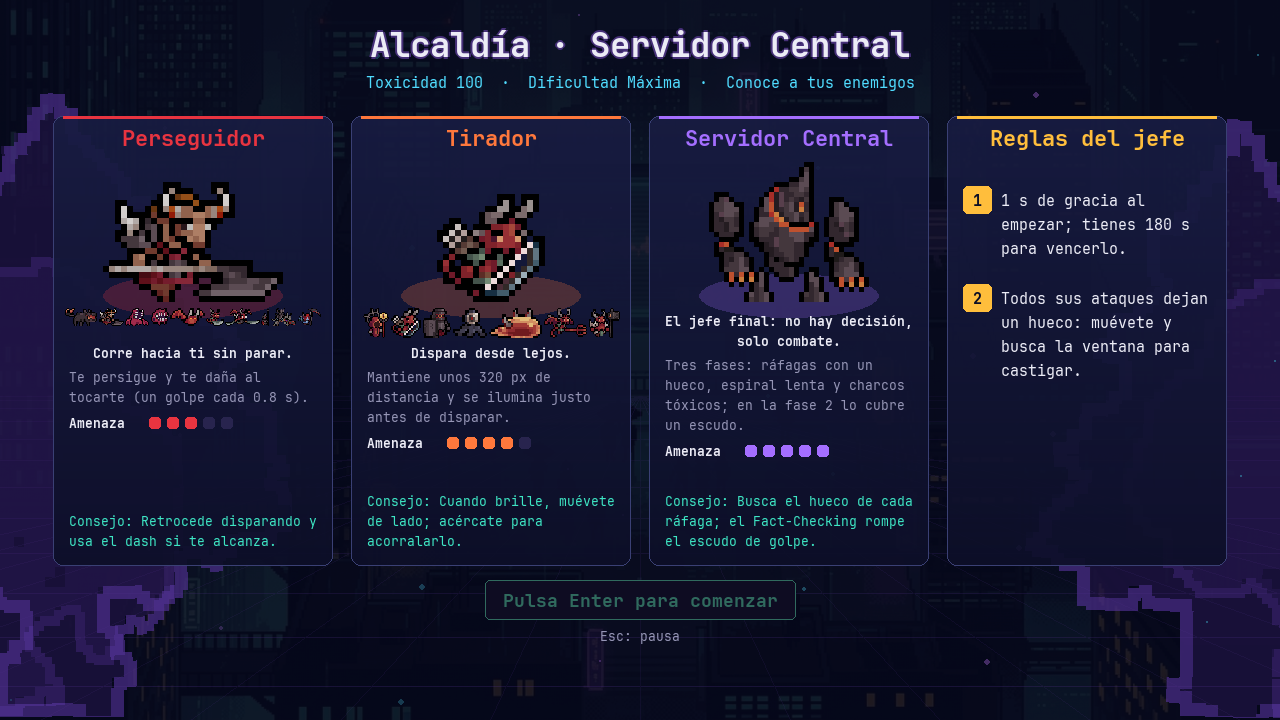 Alcaldía · Servidor Central
Toxicidad 100 · Dificultad Máxima · Conoce a tus enemigos
Perseguidor
Corre hacia ti sin parar.
Te persigue y te daña al
tocarte (un golpe cada 0.8 s).
Amenaza
Consejo: Retrocede disparando y
usa el dash si te alcanza.
Tirador
Dispara desde lejos.
Mantiene unos 320 px de
distancia y se ilumina justo
antes de disparar.
Amenaza
Consejo: Cuando brille, muévete
de lado; acércate para
acorralarlo.
Servidor Central
El jefe final: no hay decisión,
solo combate.
Tres fases: ráfagas con un
hueco, espiral lenta y charcos
tóxicos; en la fase 2 lo cubre
un escudo.
Amenaza
Consejo: Busca el hueco de cada
ráfaga; el Fact-Checking rompe
el escudo de golpe.
Reglas del jefe
1 1 s de gracia al
empezar; tienes 180 s
para vencerlo.
2 Todos sus ataques dejan
un hueco: muévete y
busca la ventana para
castigar.
Pulsa Enter para comenzar
Esc: pausa